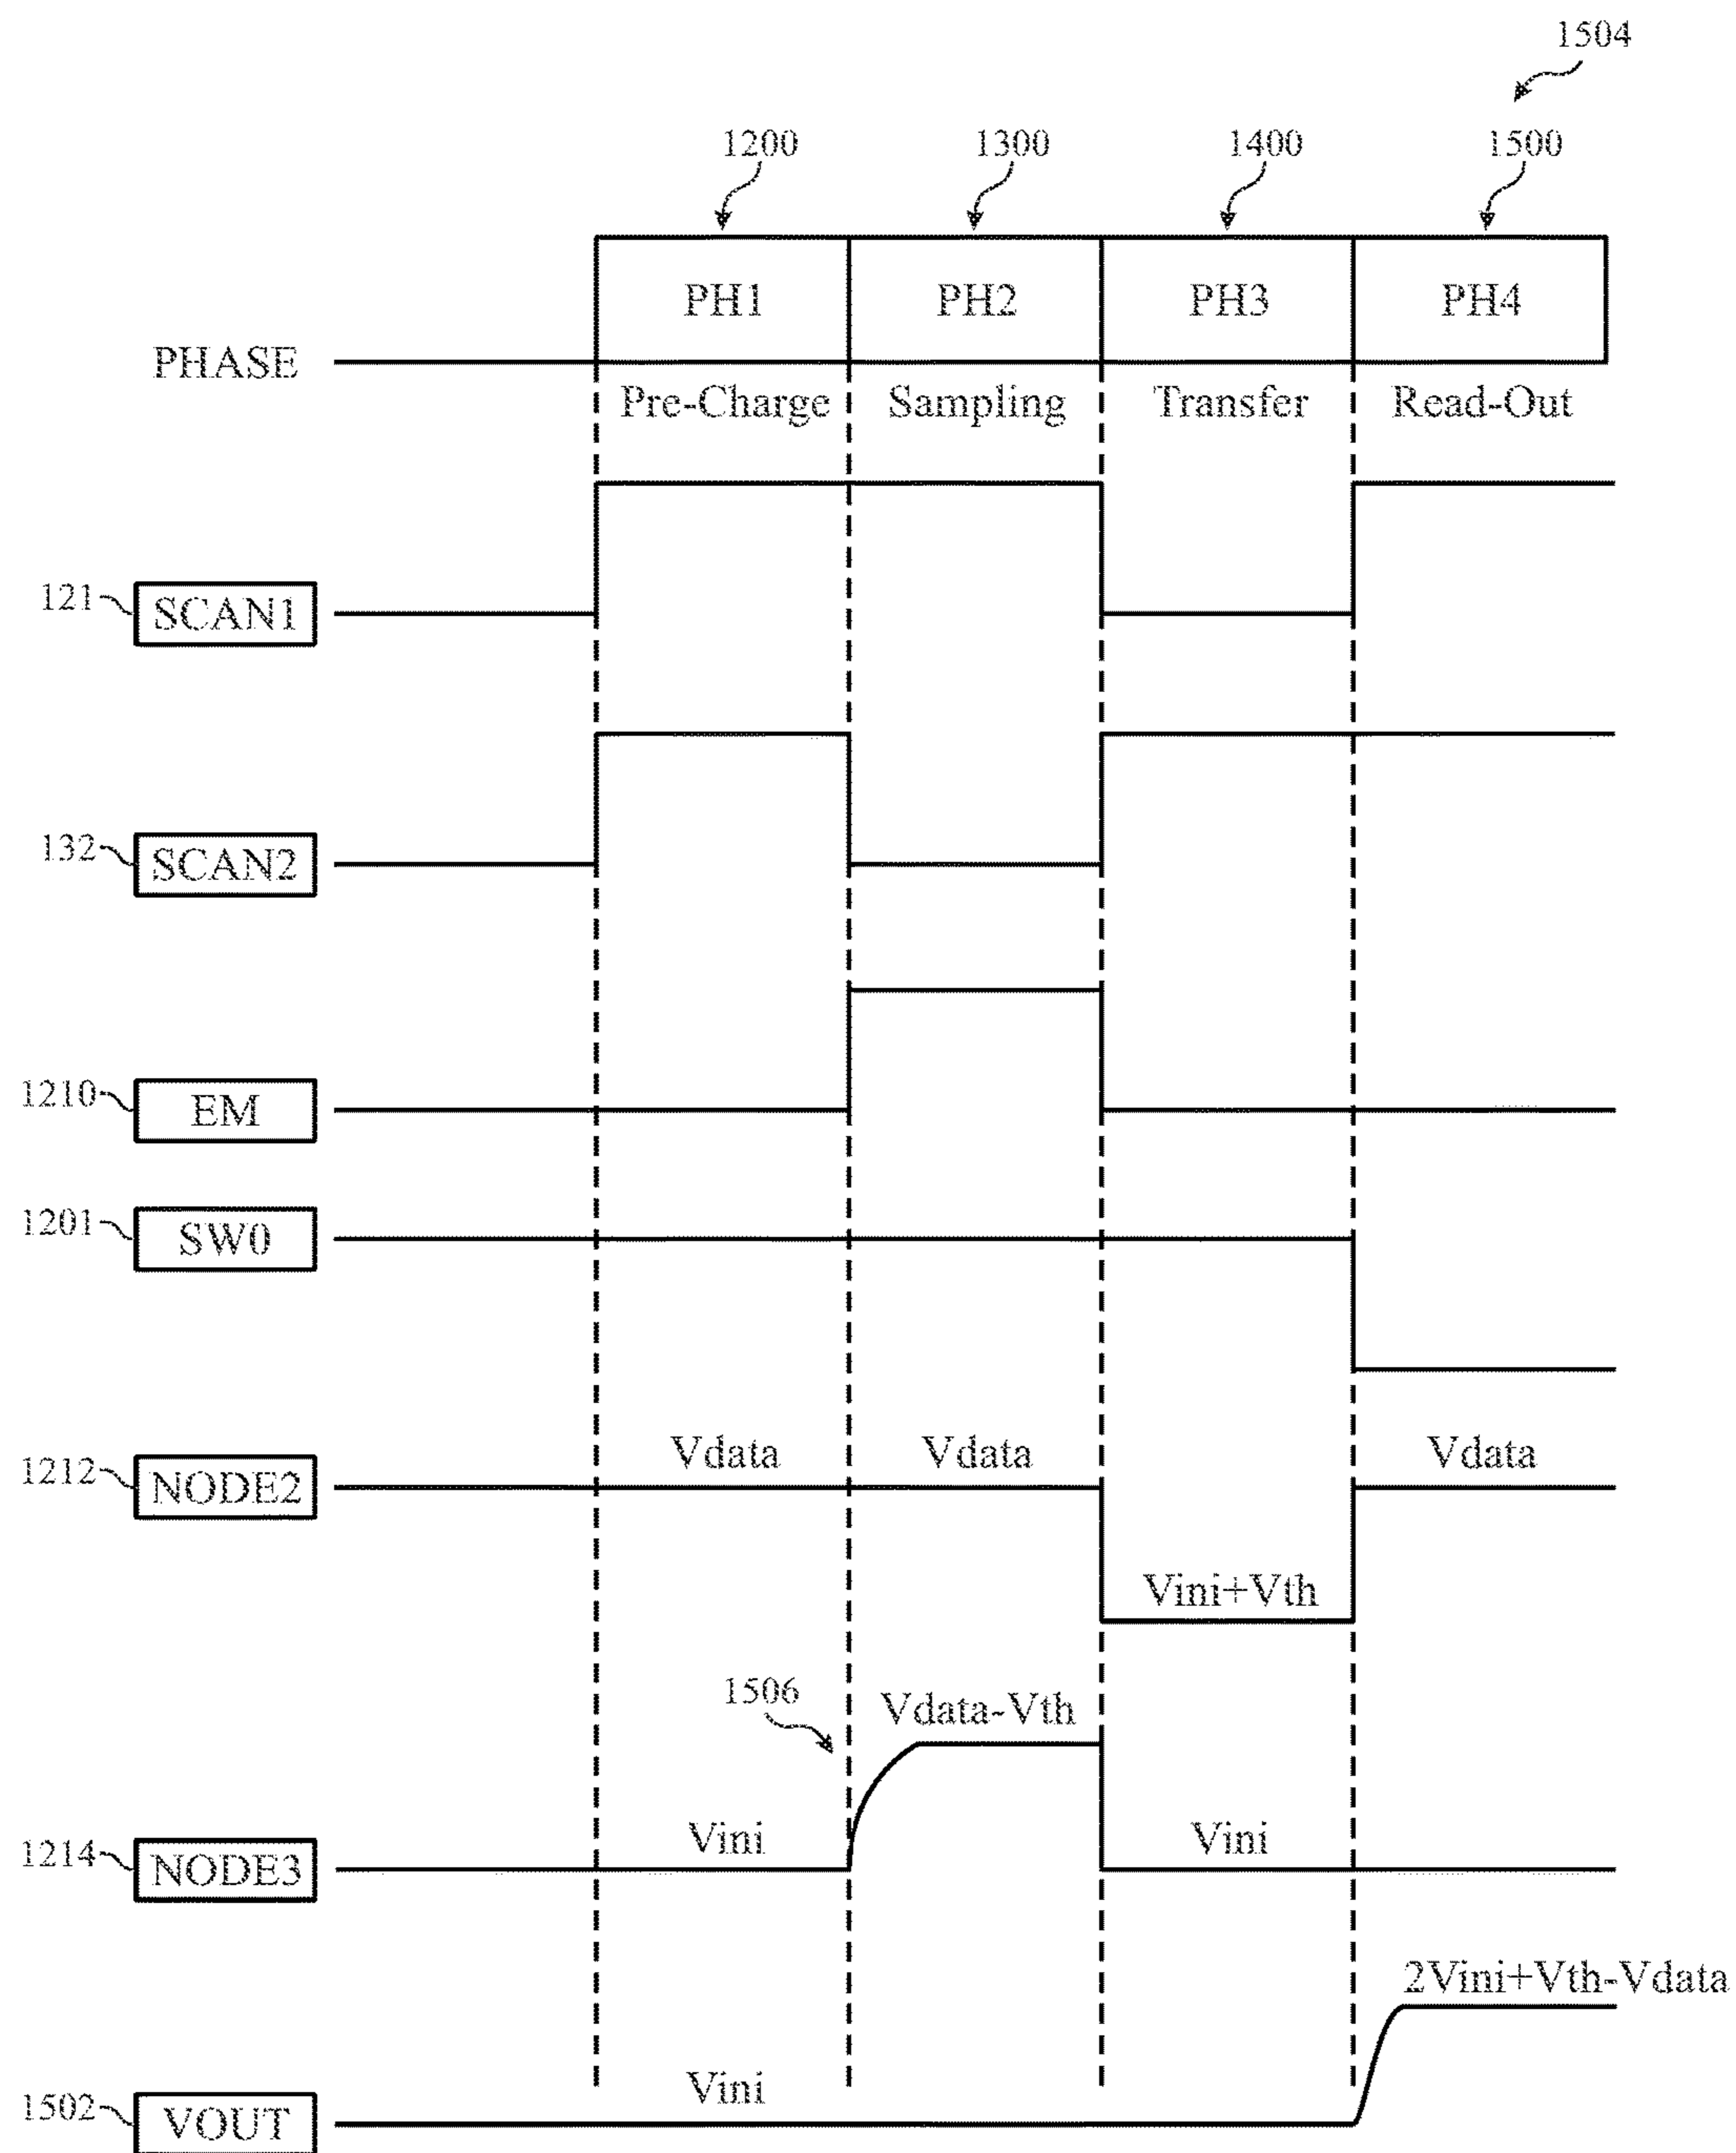 1504
1200 1300 1400 1500
PH1 PH2 PH3 PH4
PHASE
Pre-Charge Sampling Transfer Read-Out
121 SCAN1
132 SCAN2
1210 EM
1201 SW0
Vdata Vdata Vdata
1212 NODE2
Vini+Vth
1506 Vdata-Vth
Vini Vini
1214 NODE3
2Vini+Vth-Vdata
Vini
1502 VOUT